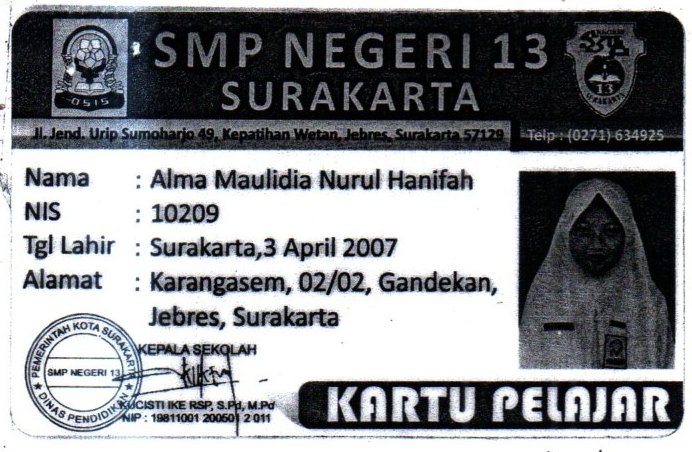 SMP NEGERI 13
SURAKARTA
OSIS
13
SURAKARTA
Jl. Jend. Urip Sumoharjo 49, Kepatihan Wetan, Jebres, Surakarta 57129
Telp : (0271) 634925
Nama : Alma Maulidia Nurul Hanifah
NIS : 10209
Tgl Lahir : Surakarta,3 April 2007
Alamat : Karangasem, 02/02, Gandekan,
Jebres, Surakarta
KEPALA SEKOLAH
PEMERINTAH KOTA SURAKARTA
SMP NEGERI 13
DINAS PENDIDIKAN
IKE RSP, S.Pd, M.Pd
NIP : 19811001 200501 2 011
KARTU PELAJAR